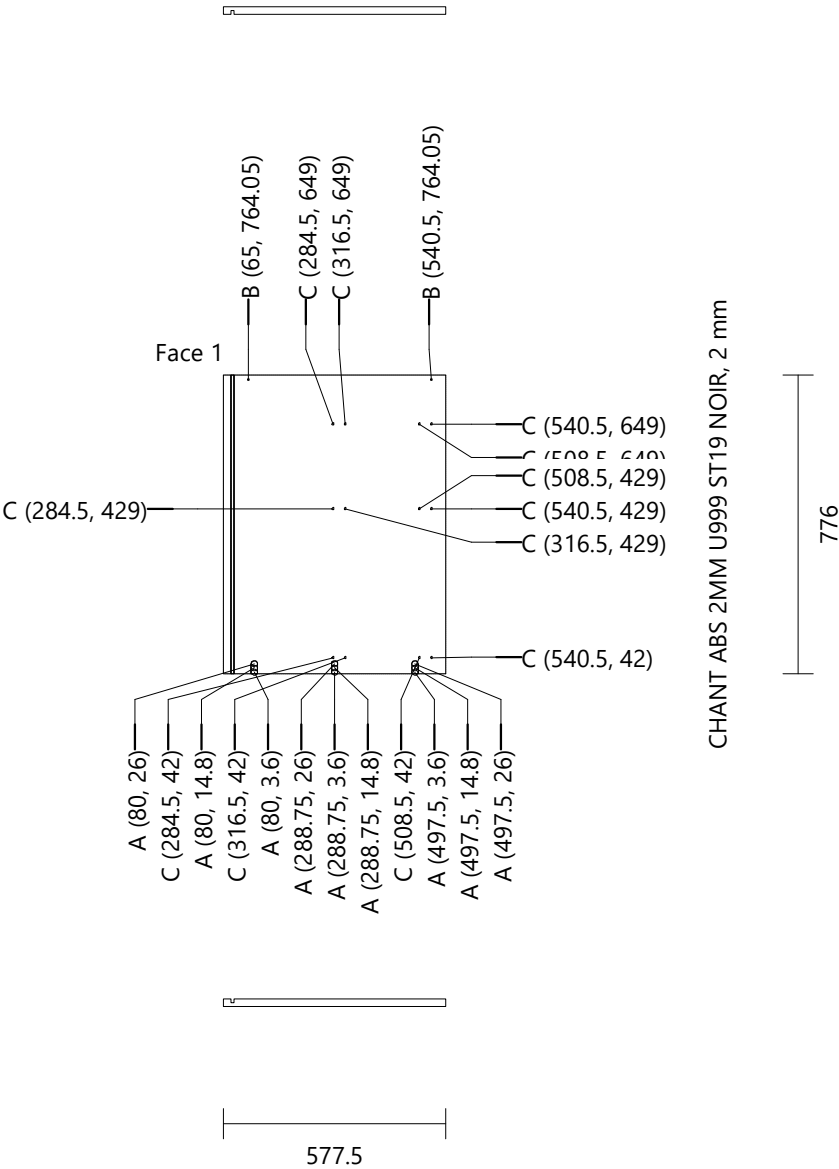 B (65, 764.05)
C (284.5, 649)
C (316.5, 649)
B (540.5, 764.05)
Face 1
C (540.5, 649)
C (508.5, 649)
C (508.5, 429)
C (284.5, 429)
C (540.5, 429)
C (316.5, 429)
C (540.5, 42)
A (80, 26)
C (284.5, 42)
A (80, 14.8)
C (316.5, 42)
A (80, 3.6)
A (288.75, 26)
A (288.75, 3.6)
A (288.75, 14.8)
C (508.5, 42)
A (497.5, 3.6)
A (497.5, 14.8)
A (497.5, 26)
CHANT ABS 2MM U999 ST19 NOIR, 2 mm
776
577.5